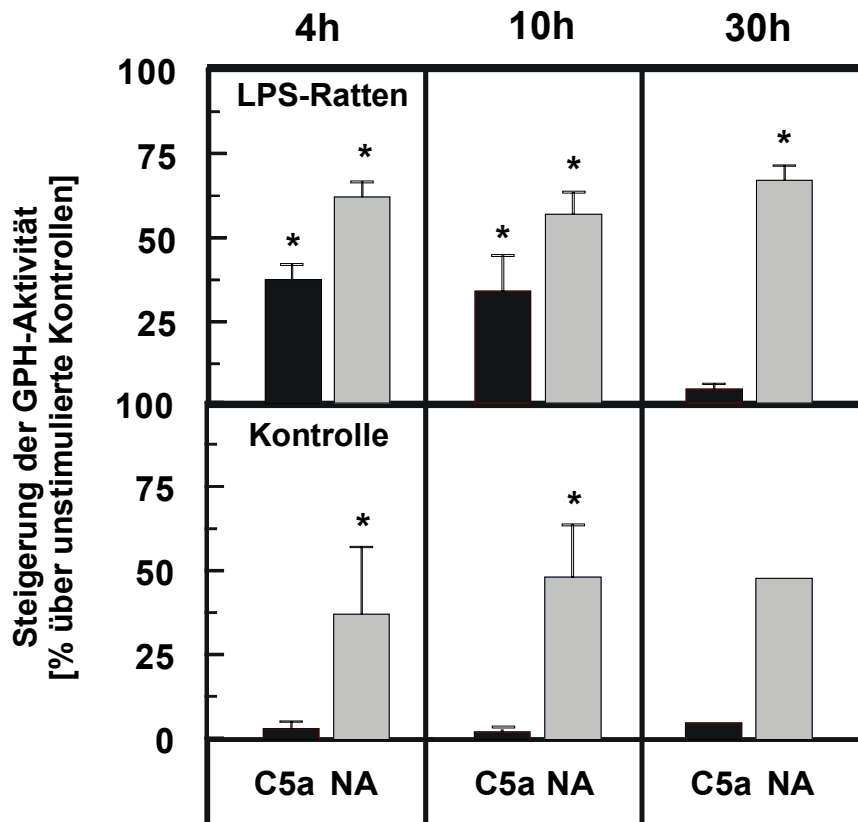 4h 10h 30h
Steigerung der GPH-Aktivität
[% über unstimulierte Kontrollen]
100
LPS-Ratten
75
* * * * *
50
25
100
Kontrolle
75
* *
50
25
0
C5a NA C5a NA C5a NA